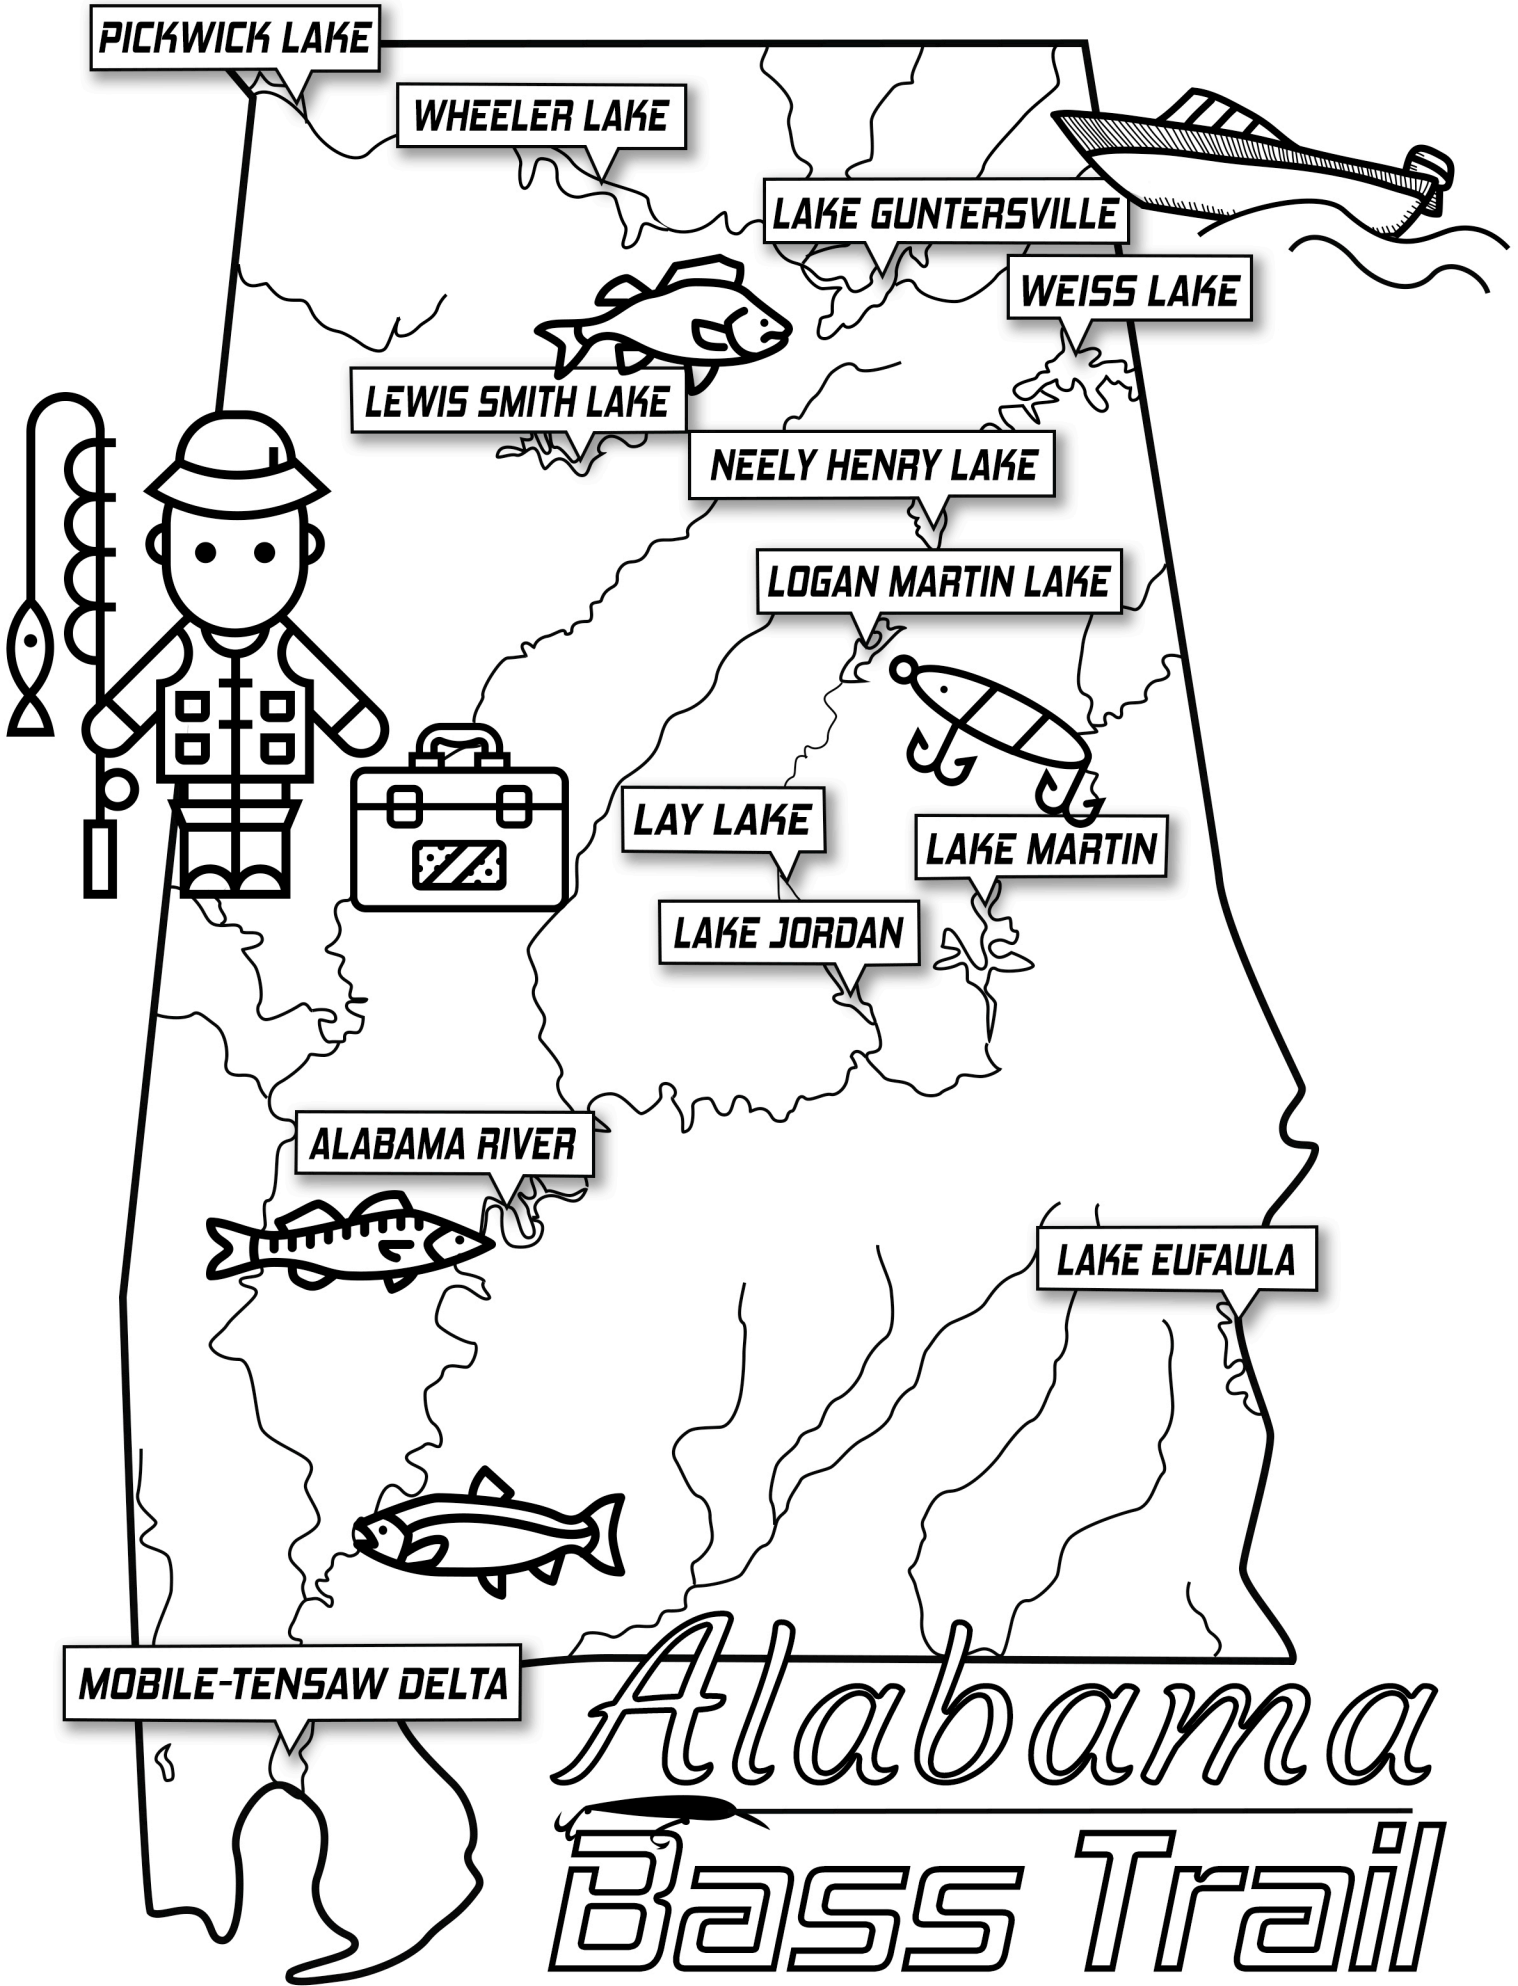 PICKWICK LAKE
WHEELER LAKE
LAKE GUNTERSVILLE
WEISS LAKE
LEWIS SMITH LAKE
NEELY HENRY LAKE
LOGAN MARTIN LAKE
LAY LAKE
LAKE MARTIN
LAKE JORDAN
ALABAMA RIVER
LAKE EUFAULA
MOBILE-TENSAW DELTA
Alabama
Bass Trail